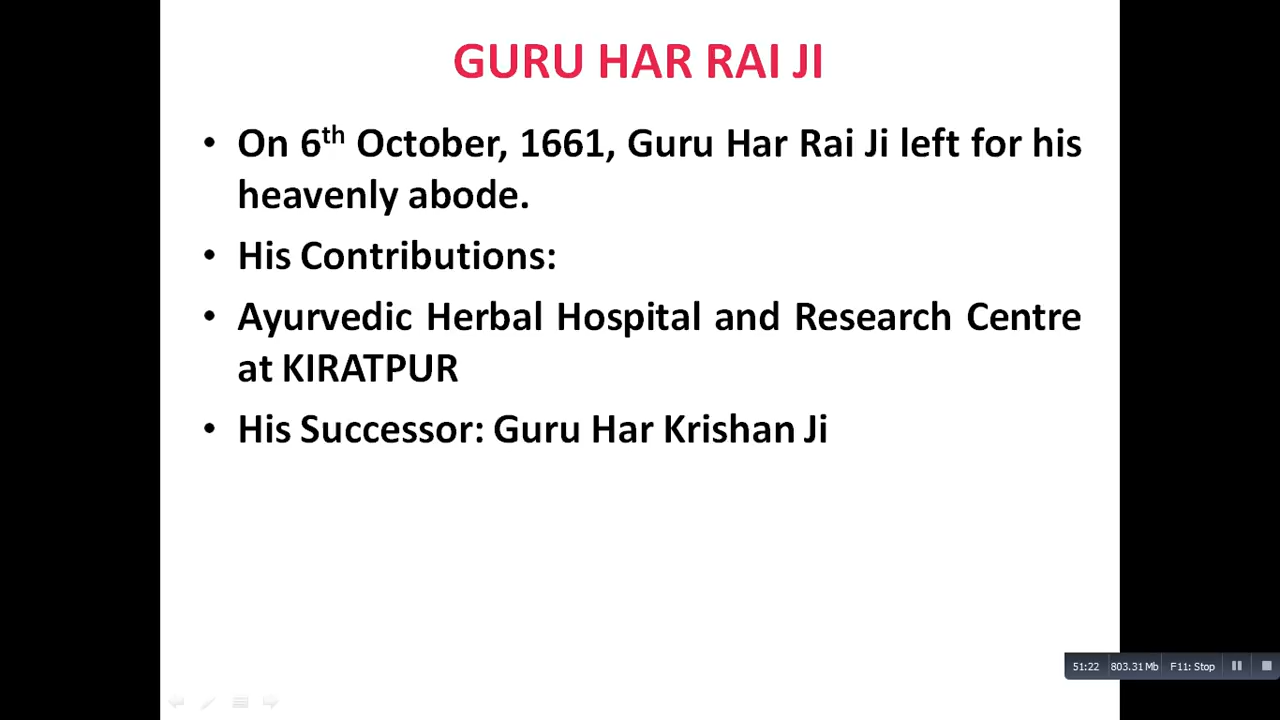 GURU HAR RAI JI
• On 6th October, 1661, Guru Har Rai Ji left for his
heavenly abode.
• His Contributions:
• Ayurvedic Herbal Hospital and Research Centre
at KIRATPUR
• His Successor: Guru Har Krishan Ji
51:22 803.31 Mb F11: Stop